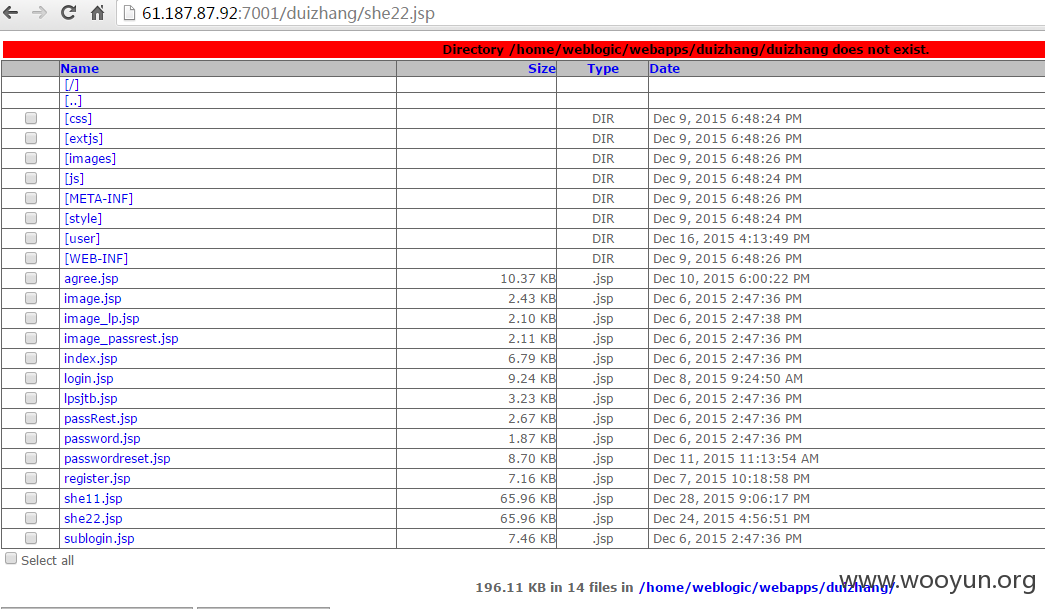 61.187.87.92:7001/duizhang/she22.jsp
Directory /home/weblogic/webapps/duizhang/duizhang does not exist.
Name Size Type Date
[/]
[..]
[css] DIR Dec 9, 2015 6:48:24 PM
[extjs] DIR Dec 9, 2015 6:48:26 PM
[images] DIR Dec 9, 2015 6:48:26 PM
[js] DIR Dec 9, 2015 6:48:24 PM
[META-INF] DIR Dec 9, 2015 6:48:26 PM
[style] DIR Dec 9, 2015 6:48:24 PM
[user] DIR Dec 16, 2015 4:13:49 PM
[WEB-INF] DIR Dec 9, 2015 6:48:26 PM
agree.jsp 10.37 KB .jsp Dec 10, 2015 6:00:22 PM
image.jsp 2.43 KB .jsp Dec 6, 2015 2:47:36 PM
image_lp.jsp 2.10 KB .jsp Dec 6, 2015 2:47:38 PM
image_passrest.jsp 2.11 KB .jsp Dec 6, 2015 2:47:36 PM
index.jsp 6.79 KB .jsp Dec 6, 2015 2:47:36 PM
login.jsp 9.24 KB .jsp Dec 8, 2015 9:24:50 AM
lpsjtb.jsp 3.23 KB .jsp Dec 6, 2015 2:47:36 PM
passRest.jsp 2.67 KB .jsp Dec 6, 2015 2:47:36 PM
password.jsp 1.87 KB .jsp Dec 6, 2015 2:47:36 PM
passwordreset.jsp 8.70 KB .jsp Dec 11, 2015 11:13:54 AM
register.jsp 7.16 KB .jsp Dec 7, 2015 10:18:58 PM
she11.jsp 65.96 KB .jsp Dec 28, 2015 9:06:17 PM
she22.jsp 65.96 KB .jsp Dec 24, 2015 4:56:51 PM
sublogin.jsp 7.46 KB .jsp Dec 6, 2015 2:47:36 PM
Select all
196.11 KB in 14 files in /home/weblogic/webapps/duizhang/
www.wooyun.org